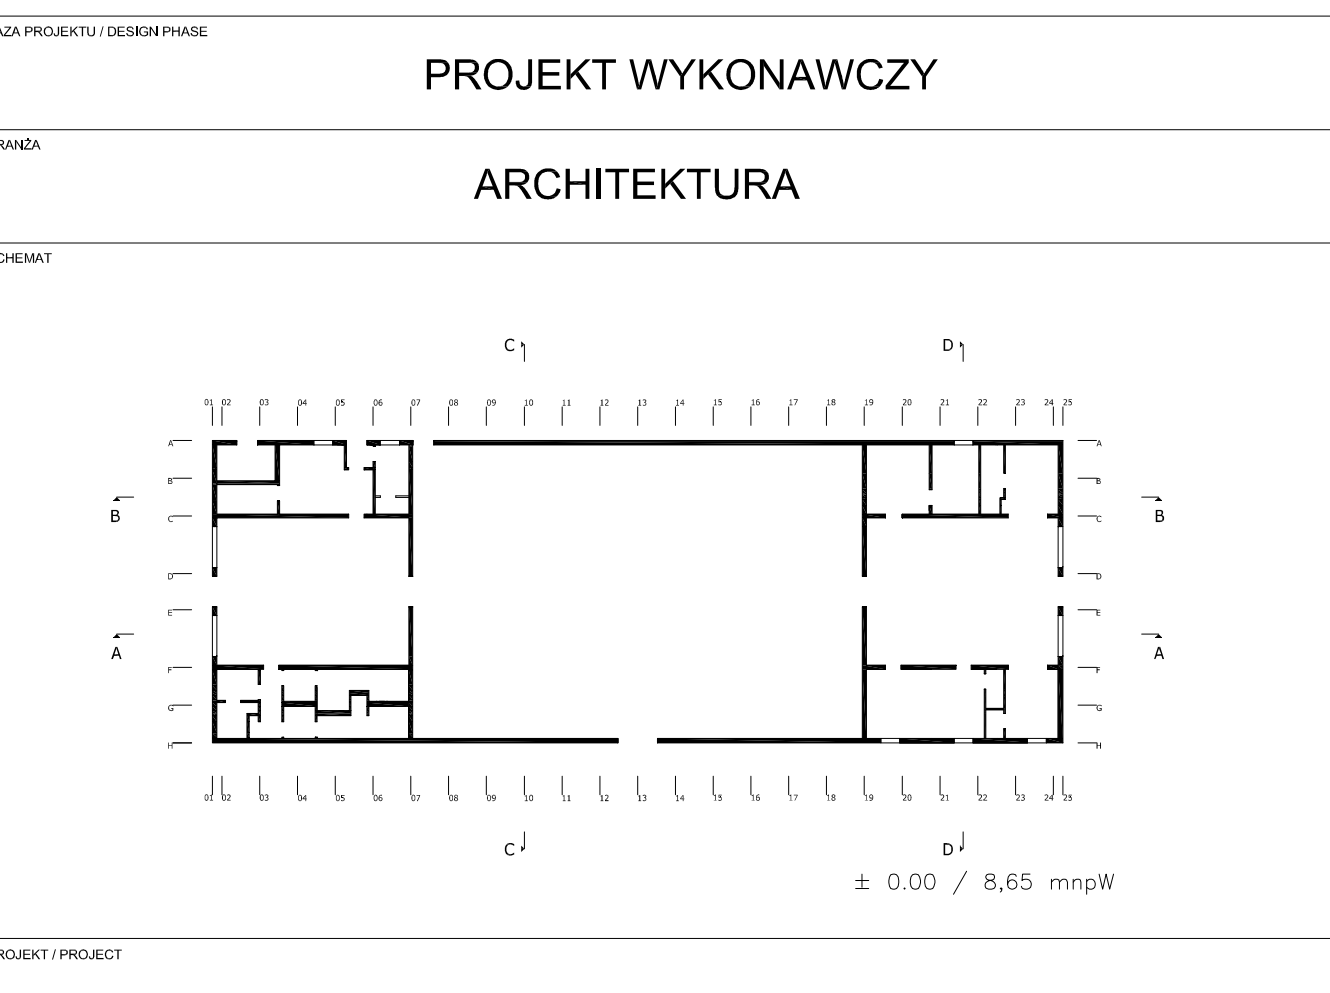 AZA PROJEKTU / DESIGN PHASE
PROJEKT WYKONAWCZY
RANŻA
ARCHITEKTURA
CHEMAT
C D
01 02 03 04 05 06 07 08 09 10 11 12 13 14 15 16 17 18 19 20 21 22 23 24 25
A A
B B
B B
C C
D D
E E
A A
F F
G G
H H
01 02 03 04 05 06 07 08 09 10 11 12 13 14 15 16 17 18 19 20 21 22 23 24 25
C D
± 0.00 / 8,65 mnpW
ROJEKT / PROJECT